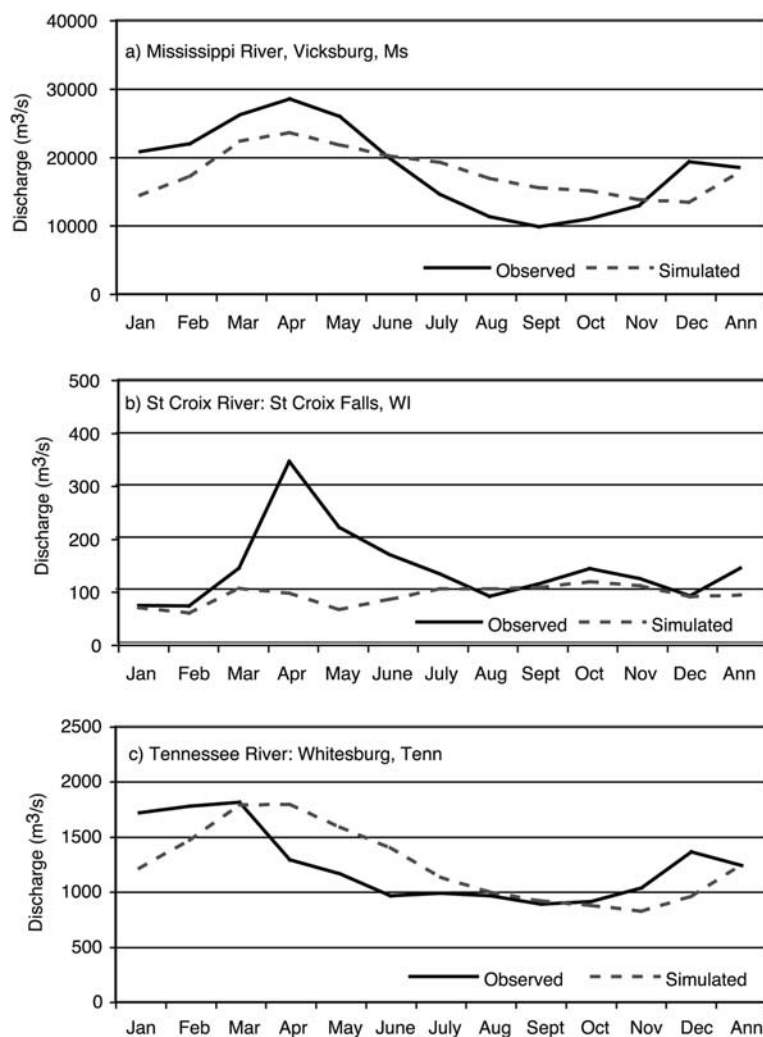 40000
a) Mississippi River, Vicksburg, Ms
30000
Discharge (m3/s)
20000
10000
Observed Simulated
0
Jan Feb Mar Apr May June July Aug Sept Oct Nov Dec Ann
500
b) St Croix River: St Croix Falls, WI
400
Discharge (m3/s)
300
200
100
Observed Simulated
0
Jan Feb Mar Apr May June July Aug Sept Oct Nov Dec Ann
2500
c) Tennessee River: Whitesburg, Tenn
2000
Discharge (m3/s)
1500
1000
500
Observed Simulated
0
Jan Feb Mar Apr May June July Aug Sept Oct Nov Dec Ann